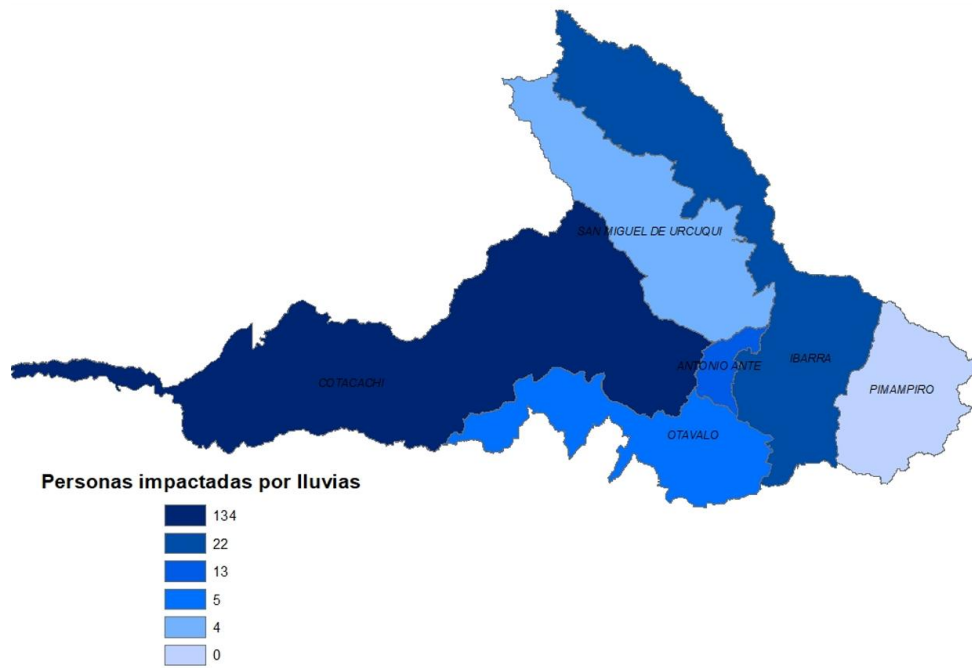 SAN MIGUEL DE URCUQUI
COTACACHI
ANTONIO ANTE
IBARRA
PIMAMPIRO
OTAVALO
Personas impactadas por lluvias
134
22
13
5
4
0